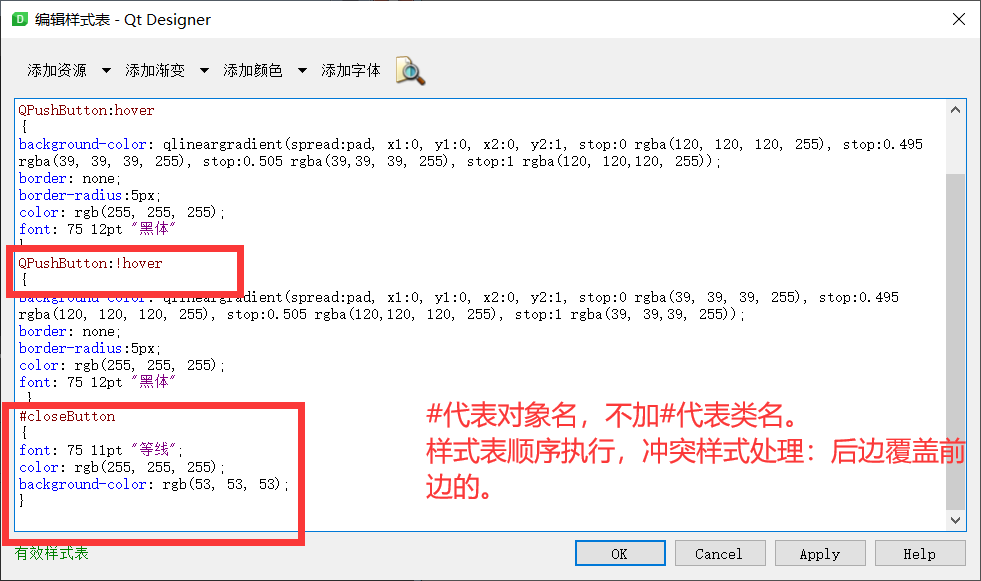 编辑样式表 - Qt Designer
添加资源 添加渐变 添加颜色 添加字体
QPushButton:hover
{
background-color: qlineargradient(spread:pad, x1:0, y1:0, x2:0, y2:1, stop:0 rgba(120, 120, 120, 255), stop:0.495
rgba(39, 39, 39, 255), stop:0.505 rgba(39,39, 39, 255), stop:1 rgba(120, 120,120, 255));
border: none;
border-radius:5px;
color: rgb(255, 255, 255);
font: 75 12pt "黑体"
}
QPushButton:!hover
{
background-color: qlineargradient(spread:pad, x1:0, y1:0, x2:0, y2:1, stop:0 rgba(39, 39, 39, 255), stop:0.495
rgba(120, 120, 120, 255), stop:0.505 rgba(120,120, 120, 255), stop:1 rgba(39, 39,39, 255));
border: none;
border-radius:5px;
color: rgb(255, 255, 255);
font: 75 12pt "黑体"
}
#closeButton
{
font: 75 11pt "等线";
color: rgb(255, 255, 255);
background-color: rgb(53, 53, 53);
}
#代表对象名，不加#代表类名。
样式表顺序执行，冲突样式处理：后边覆盖前
边的。
有效样式表
OK Cancel Apply Help